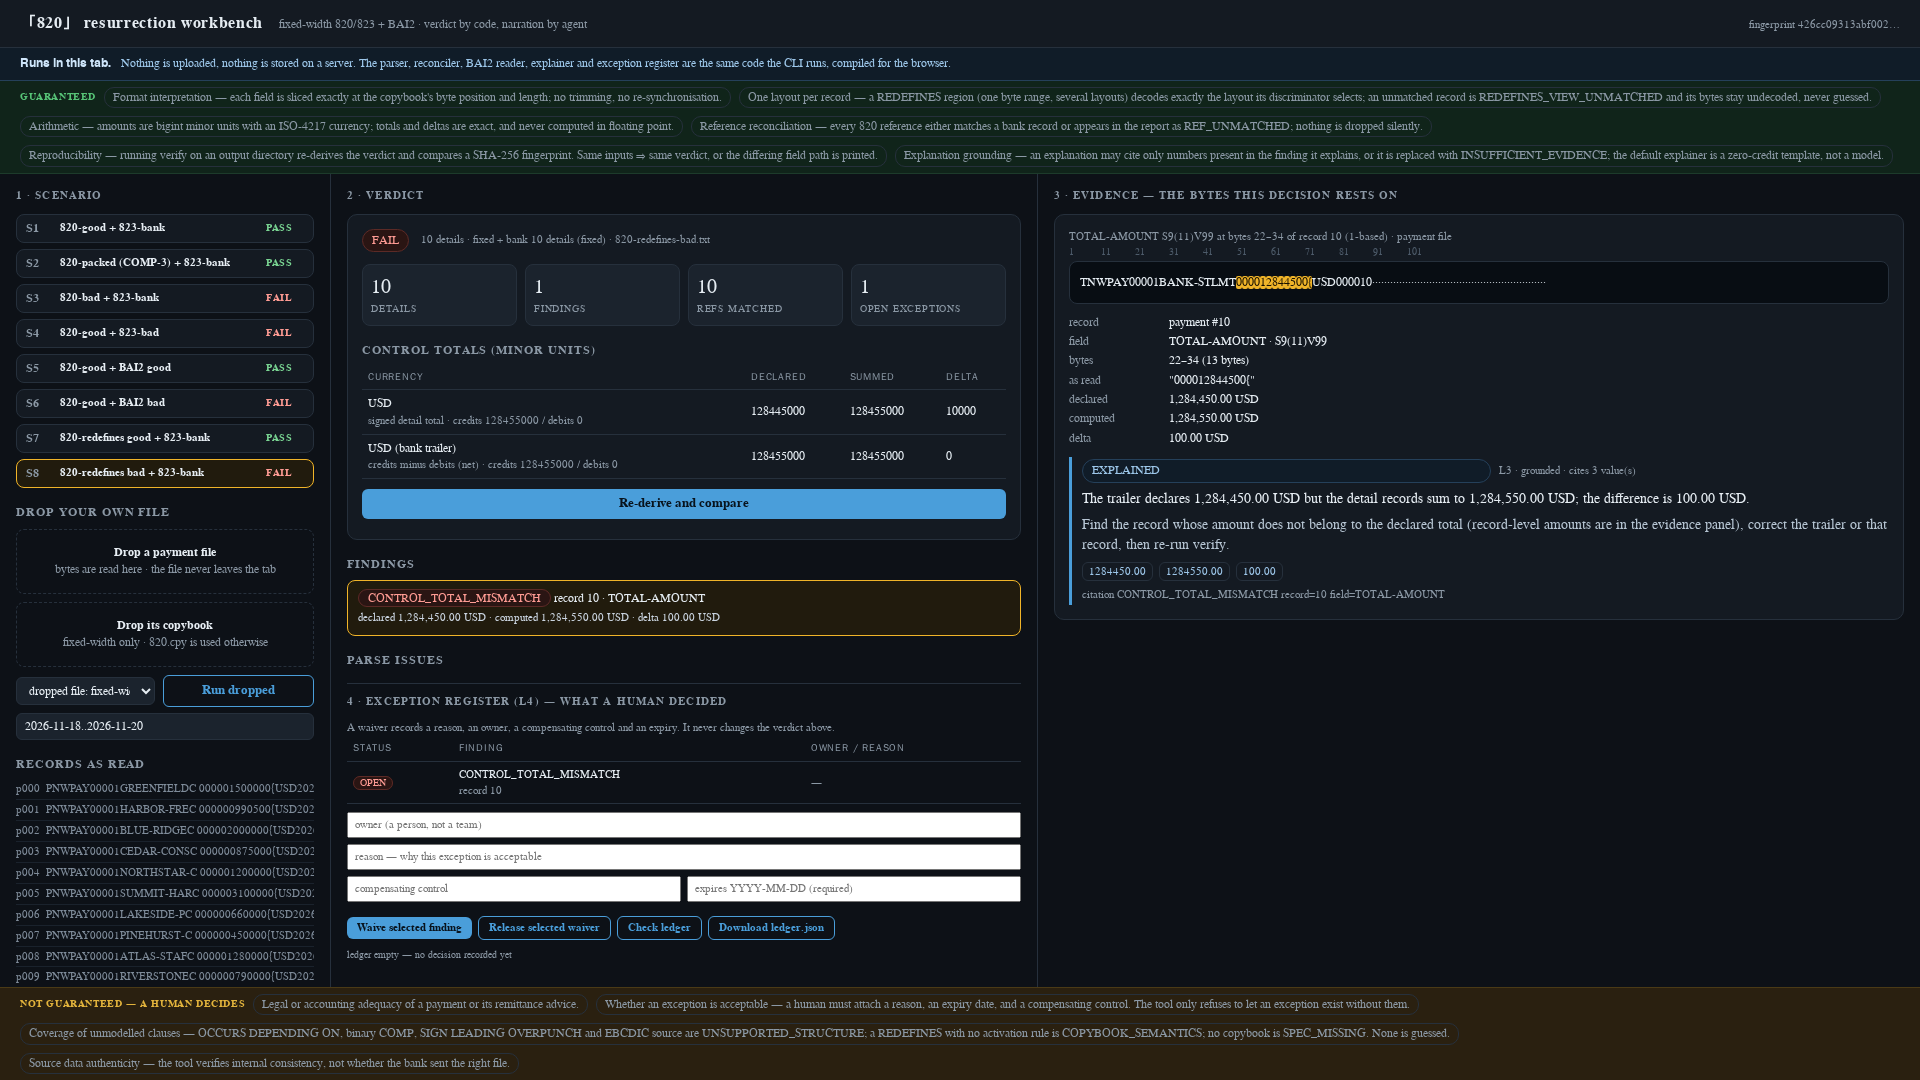 「820」 resurrection workbench fixed-width 820/823 + BAI2 · verdict by code, narration by agent fingerprint 426cc09313abf002…
Runs in this tab. Nothing is uploaded, nothing is stored on a server. The parser, reconciler, BAI2 reader, explainer and exception register are the same code the CLI runs, compiled for the browser.
GUARANTEED Format interpretation — each field is sliced exactly at the copybook's byte position and length; no trimming, no re-synchronisation. One layout per record — a REDEFINES region (one byte range, several layouts) decodes exactly the layout its discriminator selects; an unmatched record is REDEFINES_VIEW_UNMATCHED and its bytes stay undecoded, never guessed.
Arithmetic — amounts are bigint minor units with an ISO-4217 currency; totals and deltas are exact, and never computed in floating point. Reference reconciliation — every 820 reference either matches a bank record or appears in the report as REF_UNMATCHED; nothing is dropped silently.
Reproducibility — running verify on an output directory re-derives the verdict and compares a SHA-256 fingerprint. Same inputs ⇒ same verdict, or the differing field path is printed. Explanation grounding — an explanation may cite only numbers present in the finding it explains, or it is replaced with INSUFFICIENT_EVIDENCE; the default explainer is a zero-credit template, not a model.
1 · SCENARIO
S1 820-good + 823-bank PASS
S2 820-packed (COMP-3) + 823-bank PASS
S3 820-bad + 823-bank FAIL
S4 820-good + 823-bad FAIL
S5 820-good + BAI2 good PASS
S6 820-good + BAI2 bad FAIL
S7 820-redefines good + 823-bank PASS
S8 820-redefines bad + 823-bank FAIL
DROP YOUR OWN FILE
Drop a payment file
bytes are read here · the file never leaves the tab
Drop its copybook
fixed-width only · 820.cpy is used otherwise
dropped file: fixed-wi Run dropped
2026-11-18..2026-11-20
RECORDS AS READ
p000 PNWPAY00001GREENFIELDC 000001500000{USD202
p001 PNWPAY00001HARBOR-FREC 000000990500{USD202
p002 PNWPAY00001BLUE-RIDGEC 000002000000{USD202
p003 PNWPAY00001CEDAR-CONSC 000000875000{USD202
p004 PNWPAY00001NORTHSTAR-C 000001200000{USD202
p005 PNWPAY00001SUMMIT-HARC 000003100000{USD202
p006 PNWPAY00001LAKESIDE-PC 000000660000{USD2026
p007 PNWPAY00001PINEHURST-C 000000450000{USD2026
p008 PNWPAY00001ATLAS-STAFC 000001280000{USD202
p009 PNWPAY00001RIVERSTONEC 000000790000{USD202
2 · VERDICT
FAIL 10 details · fixed + bank 10 details (fixed) · 820-redefines-bad.txt
10 1 10 1
DETAILS FINDINGS REFS MATCHED OPEN EXCEPTIONS
CONTROL TOTALS (MINOR UNITS)
CURRENCY DECLARED SUMMED DELTA
USD 128445000 128455000 10000
signed detail total · credits 128455000 / debits 0
USD (bank trailer) 128455000 128455000 0
credits minus debits (net) · credits 128455000 / debits 0
Re-derive and compare
FINDINGS
CONTROL_TOTAL_MISMATCH record 10 · TOTAL-AMOUNT
declared 1,284,450.00 USD · computed 1,284,550.00 USD · delta 100.00 USD
PARSE ISSUES
4 · EXCEPTION REGISTER (L4) — WHAT A HUMAN DECIDED
A waiver records a reason, an owner, a compensating control and an expiry. It never changes the verdict above.
STATUS FINDING OWNER / REASON
OPEN CONTROL_TOTAL_MISMATCH —
record 10
owner (a person, not a team)
reason — why this exception is acceptable
compensating control expires YYYY-MM-DD (required)
Waive selected finding Release selected waiver Check ledger Download ledger.json
ledger empty — no decision recorded yet
3 · EVIDENCE — THE BYTES THIS DECISION RESTS ON
TOTAL-AMOUNT S9(11)V99 at bytes 22–34 of record 10 (1-based) · payment file
1 11 21 31 41 51 61 71 81 91 101
TNWPAY00001BANK-STLMT000012844500{USD000010··························································
record payment #10
field TOTAL-AMOUNT · S9(11)V99
bytes 22–34 (13 bytes)
as read "000012844500{"
declared 1,284,450.00 USD
computed 1,284,550.00 USD
delta 100.00 USD
EXPLAINED L3 · grounded · cites 3 value(s)
The trailer declares 1,284,450.00 USD but the detail records sum to 1,284,550.00 USD; the difference is 100.00 USD.
Find the record whose amount does not belong to the declared total (record-level amounts are in the evidence panel), correct the trailer or that
record, then re-run verify.
1284450.00 1284550.00 100.00
citation CONTROL_TOTAL_MISMATCH record=10 field=TOTAL-AMOUNT
NOT GUARANTEED — A HUMAN DECIDES Legal or accounting adequacy of a payment or its remittance advice. Whether an exception is acceptable — a human must attach a reason, an expiry date, and a compensating control. The tool only refuses to let an exception exist without them.
Coverage of unmodelled clauses — OCCURS DEPENDING ON, binary COMP, SIGN LEADING OVERPUNCH and EBCDIC source are UNSUPPORTED_STRUCTURE; a REDEFINES with no activation rule is COPYBOOK_SEMANTICS; no copybook is SPEC_MISSING. None is guessed.
Source data authenticity — the tool verifies internal consistency, not whether the bank sent the right file.